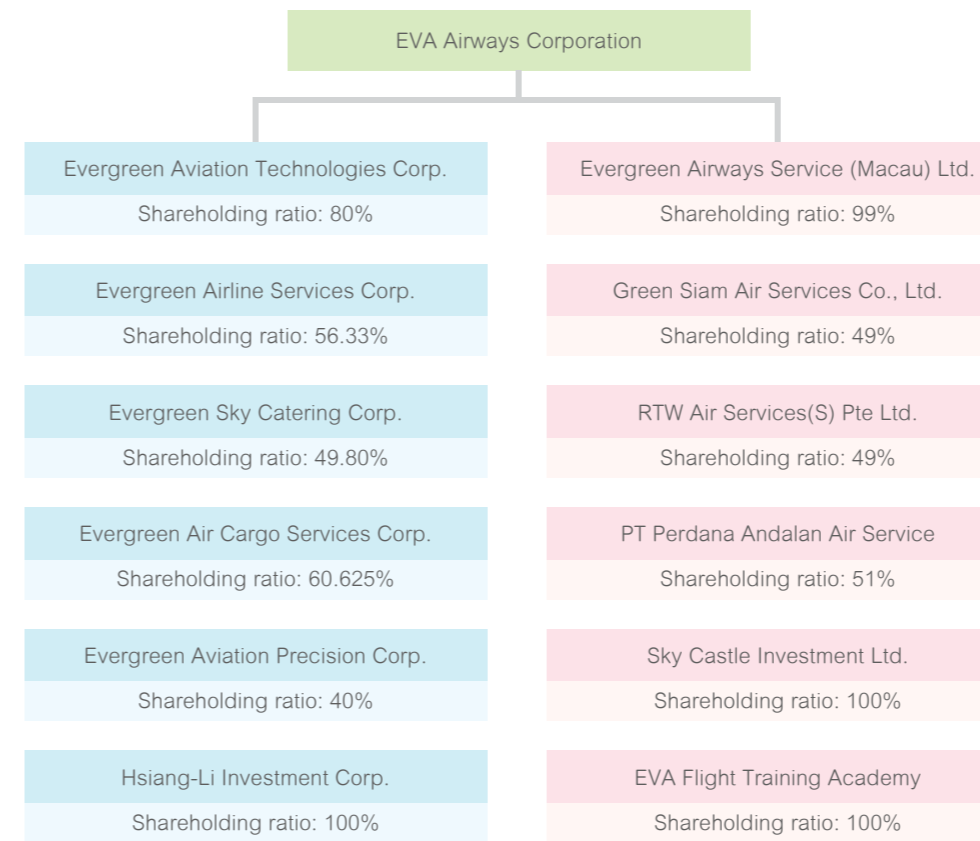 EVA Airways Corporation
Evergreen Aviation Technologies Corp.
Shareholding ratio: 80%
Evergreen Airline Services Corp.
Shareholding ratio: 56.33%
Evergreen Sky Catering Corp.
Shareholding ratio: 49.80%
Evergreen Air Cargo Services Corp.
Shareholding ratio: 60.625%
Evergreen Aviation Precision Corp.
Shareholding ratio: 40%
Hsiang-Li Investment Corp.
Shareholding ratio: 100%
Evergreen Airways Service (Macau) Ltd.
Shareholding ratio: 99%
Green Siam Air Services Co., Ltd.
Shareholding ratio: 49%
RTW Air Services(S) Pte Ltd.
Shareholding ratio: 49%
PT Perdana Andalan Air Service
Shareholding ratio: 51%
Sky Castle Investment Ltd.
Shareholding ratio: 100%
EVA Flight Training Academy
Shareholding ratio: 100%